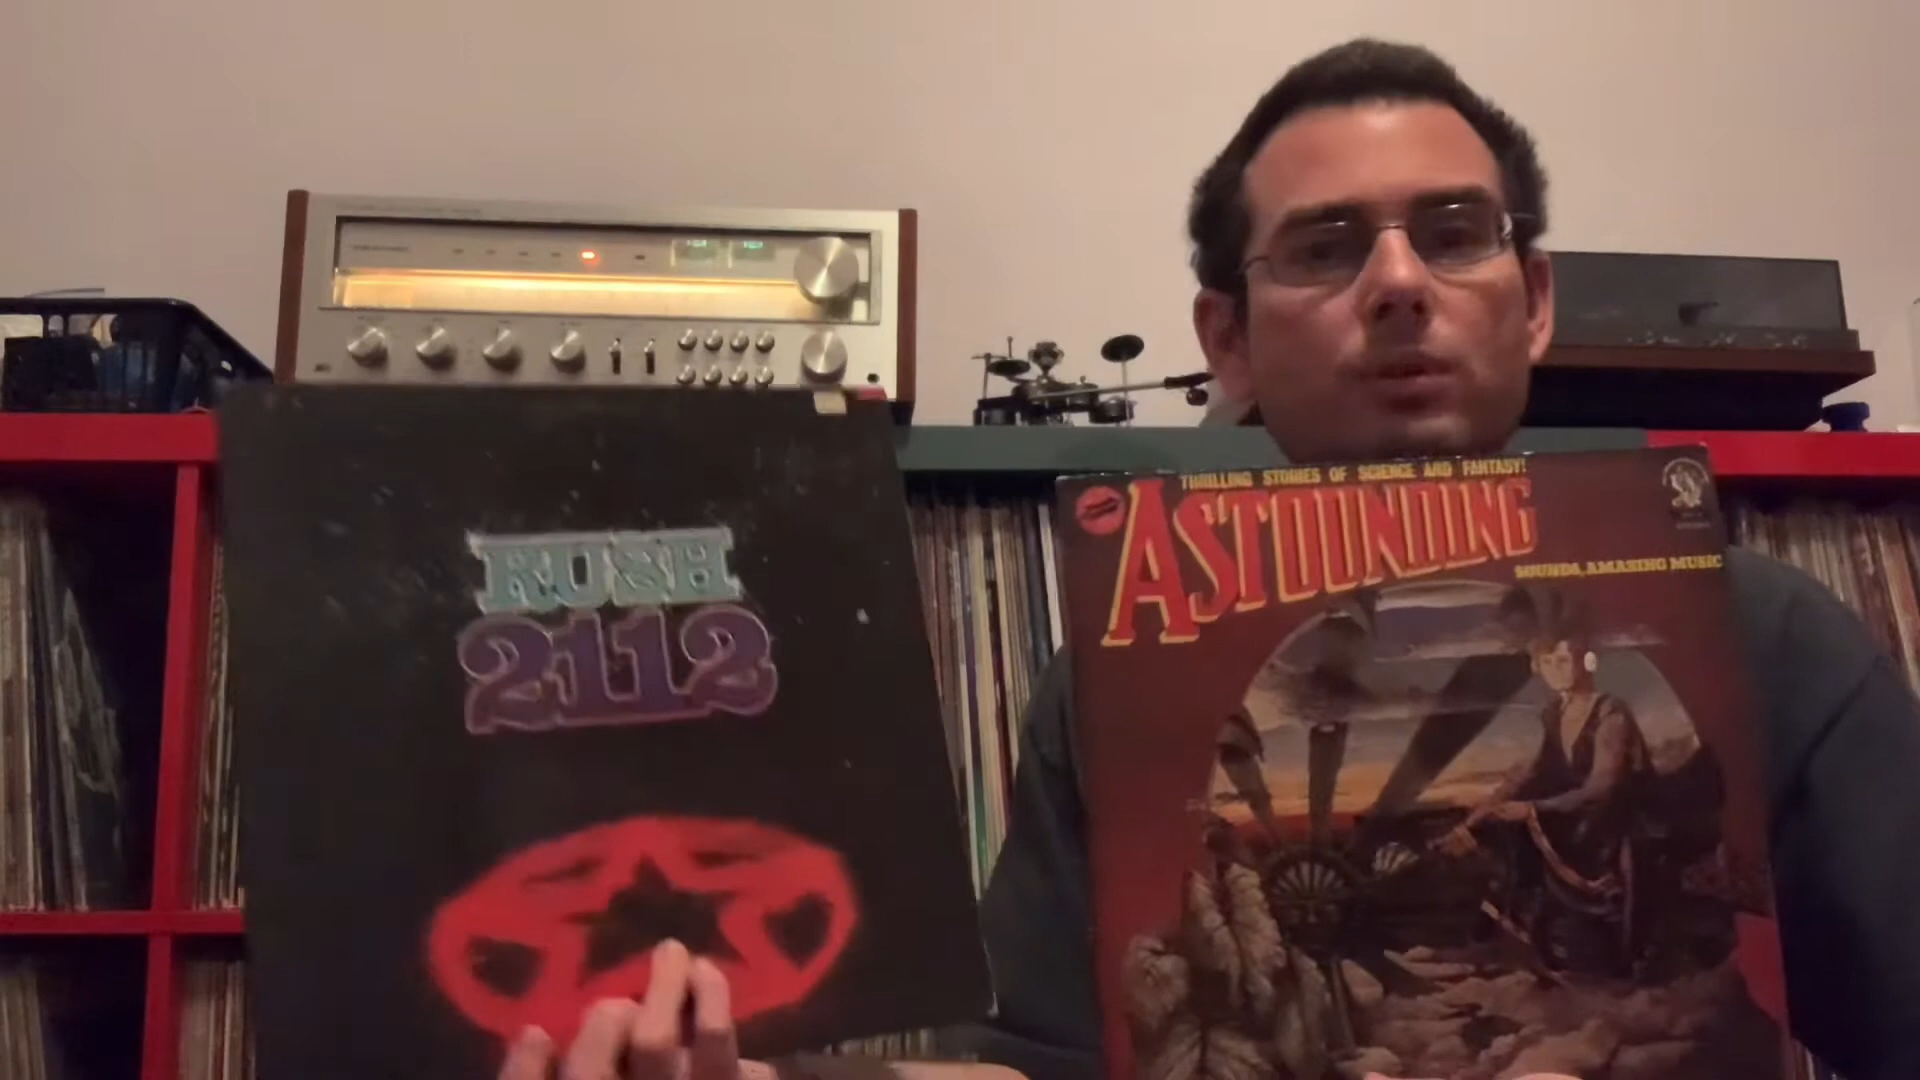 RUSH
2112
THRILLING STORIES OF SCIENCE AND FANTASY!
ASTOUNDING
SOUNDS, AMAZING MUSIC